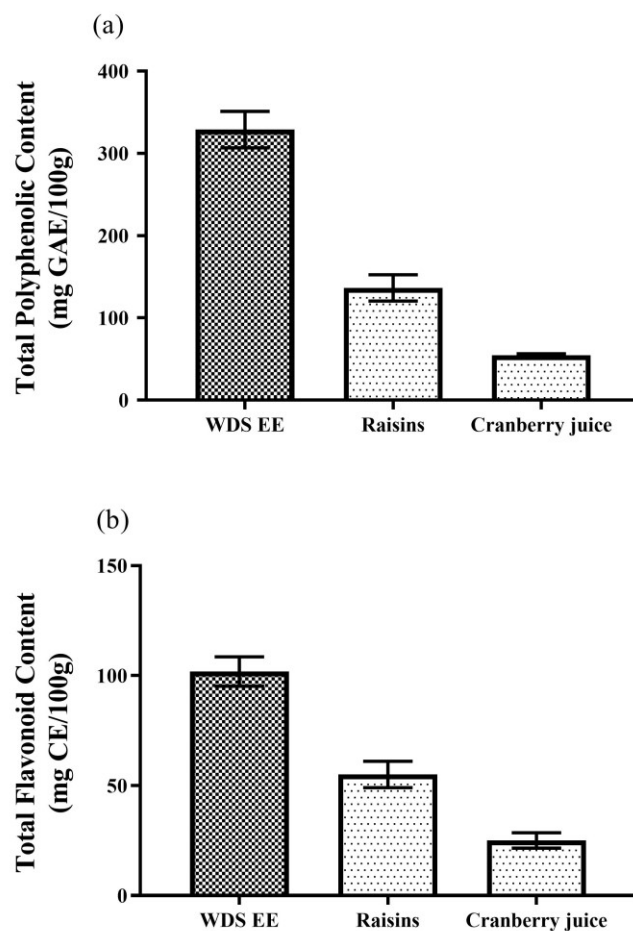 (a)
Total Polyphenolic Content
(mg GAE/100g)
400
300
200
100
0
WDS EE Raisins Cranberry juice
(b)
Total Flavonoid Content
(mg CE/100g)
150
100
50
0
WDS EE Raisins Cranberry juice